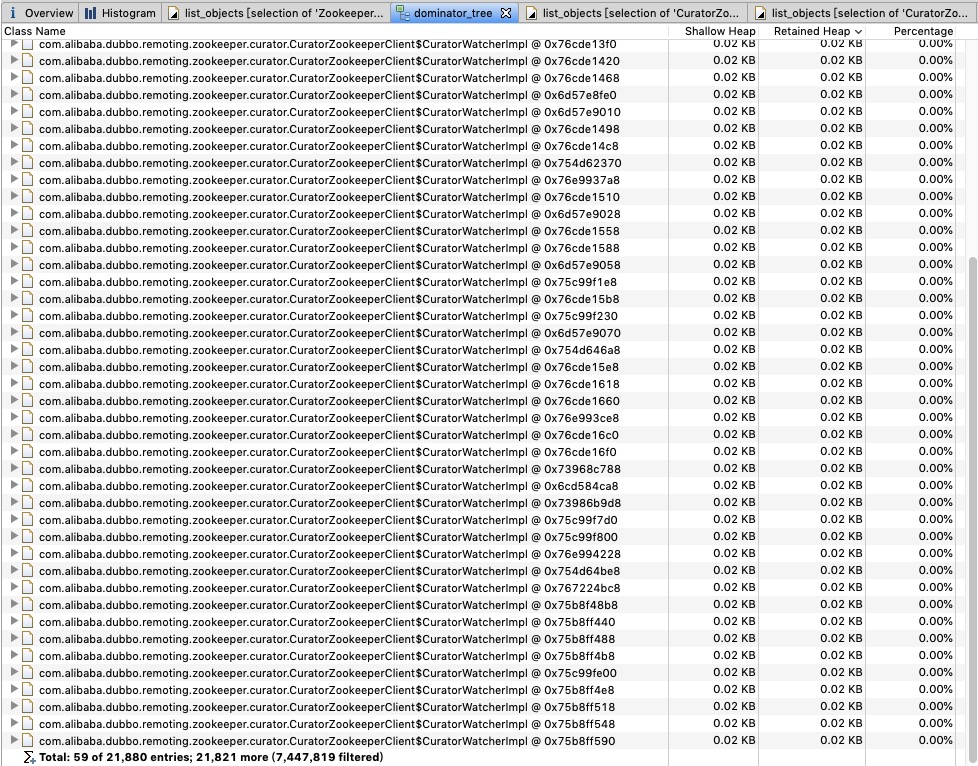 Overview Histogram list_objects [selection of 'Zookeeper... dominator_tree list_objects [selection of 'CuratorZo... list_objects [selection of 'CuratorZo...
Class Name Shallow Heap Retained Heap Percentage
com.alibaba.dubbo.remoting.zookeeper.curator.CuratorZookeeperClient$CuratorWatcherImpl @ 0x76cde13f0 0.02 KB 0.02 KB 0.00%
com.alibaba.dubbo.remoting.zookeeper.curator.CuratorZookeeperClient$CuratorWatcherImpl @ 0x76cde1420 0.02 KB 0.02 KB 0.00%
com.alibaba.dubbo.remoting.zookeeper.curator.CuratorZookeeperClient$CuratorWatcherImpl @ 0x76cde1468 0.02 KB 0.02 KB 0.00%
com.alibaba.dubbo.remoting.zookeeper.curator.CuratorZookeeperClient$CuratorWatcherImpl @ 0x6d57e8fe0 0.02 KB 0.02 KB 0.00%
com.alibaba.dubbo.remoting.zookeeper.curator.CuratorZookeeperClient$CuratorWatcherImpl @ 0x6d57e9010 0.02 KB 0.02 KB 0.00%
com.alibaba.dubbo.remoting.zookeeper.curator.CuratorZookeeperClient$CuratorWatcherImpl @ 0x76cde1498 0.02 KB 0.02 KB 0.00%
com.alibaba.dubbo.remoting.zookeeper.curator.CuratorZookeeperClient$CuratorWatcherImpl @ 0x76cde14c8 0.02 KB 0.02 KB 0.00%
com.alibaba.dubbo.remoting.zookeeper.curator.CuratorZookeeperClient$CuratorWatcherImpl @ 0x754d62370 0.02 KB 0.02 KB 0.00%
com.alibaba.dubbo.remoting.zookeeper.curator.CuratorZookeeperClient$CuratorWatcherImpl @ 0x76e9937a8 0.02 KB 0.02 KB 0.00%
com.alibaba.dubbo.remoting.zookeeper.curator.CuratorZookeeperClient$CuratorWatcherImpl @ 0x76cde1510 0.02 KB 0.02 KB 0.00%
com.alibaba.dubbo.remoting.zookeeper.curator.CuratorZookeeperClient$CuratorWatcherImpl @ 0x6d57e9028 0.02 KB 0.02 KB 0.00%
com.alibaba.dubbo.remoting.zookeeper.curator.CuratorZookeeperClient$CuratorWatcherImpl @ 0x76cde1558 0.02 KB 0.02 KB 0.00%
com.alibaba.dubbo.remoting.zookeeper.curator.CuratorZookeeperClient$CuratorWatcherImpl @ 0x76cde1588 0.02 KB 0.02 KB 0.00%
com.alibaba.dubbo.remoting.zookeeper.curator.CuratorZookeeperClient$CuratorWatcherImpl @ 0x6d57e9058 0.02 KB 0.02 KB 0.00%
com.alibaba.dubbo.remoting.zookeeper.curator.CuratorZookeeperClient$CuratorWatcherImpl @ 0x75c99f1e8 0.02 KB 0.02 KB 0.00%
com.alibaba.dubbo.remoting.zookeeper.curator.CuratorZookeeperClient$CuratorWatcherImpl @ 0x76cde15b8 0.02 KB 0.02 KB 0.00%
com.alibaba.dubbo.remoting.zookeeper.curator.CuratorZookeeperClient$CuratorWatcherImpl @ 0x75c99f230 0.02 KB 0.02 KB 0.00%
com.alibaba.dubbo.remoting.zookeeper.curator.CuratorZookeeperClient$CuratorWatcherImpl @ 0x6d57e9070 0.02 KB 0.02 KB 0.00%
com.alibaba.dubbo.remoting.zookeeper.curator.CuratorZookeeperClient$CuratorWatcherImpl @ 0x754d646a8 0.02 KB 0.02 KB 0.00%
com.alibaba.dubbo.remoting.zookeeper.curator.CuratorZookeeperClient$CuratorWatcherImpl @ 0x76cde15e8 0.02 KB 0.02 KB 0.00%
com.alibaba.dubbo.remoting.zookeeper.curator.CuratorZookeeperClient$CuratorWatcherImpl @ 0x76cde1618 0.02 KB 0.02 KB 0.00%
com.alibaba.dubbo.remoting.zookeeper.curator.CuratorZookeeperClient$CuratorWatcherImpl @ 0x76cde1660 0.02 KB 0.02 KB 0.00%
com.alibaba.dubbo.remoting.zookeeper.curator.CuratorZookeeperClient$CuratorWatcherImpl @ 0x76e993ce8 0.02 KB 0.02 KB 0.00%
com.alibaba.dubbo.remoting.zookeeper.curator.CuratorZookeeperClient$CuratorWatcherImpl @ 0x76cde16c0 0.02 KB 0.02 KB 0.00%
com.alibaba.dubbo.remoting.zookeeper.curator.CuratorZookeeperClient$CuratorWatcherImpl @ 0x76cde16f0 0.02 KB 0.02 KB 0.00%
com.alibaba.dubbo.remoting.zookeeper.curator.CuratorZookeeperClient$CuratorWatcherImpl @ 0x73968c788 0.02 KB 0.02 KB 0.00%
com.alibaba.dubbo.remoting.zookeeper.curator.CuratorZookeeperClient$CuratorWatcherImpl @ 0x6cd584ca8 0.02 KB 0.02 KB 0.00%
com.alibaba.dubbo.remoting.zookeeper.curator.CuratorZookeeperClient$CuratorWatcherImpl @ 0x73986b9d8 0.02 KB 0.02 KB 0.00%
com.alibaba.dubbo.remoting.zookeeper.curator.CuratorZookeeperClient$CuratorWatcherImpl @ 0x75c99f7d0 0.02 KB 0.02 KB 0.00%
com.alibaba.dubbo.remoting.zookeeper.curator.CuratorZookeeperClient$CuratorWatcherImpl @ 0x75c99f800 0.02 KB 0.02 KB 0.00%
com.alibaba.dubbo.remoting.zookeeper.curator.CuratorZookeeperClient$CuratorWatcherImpl @ 0x76e994228 0.02 KB 0.02 KB 0.00%
com.alibaba.dubbo.remoting.zookeeper.curator.CuratorZookeeperClient$CuratorWatcherImpl @ 0x754d64be8 0.02 KB 0.02 KB 0.00%
com.alibaba.dubbo.remoting.zookeeper.curator.CuratorZookeeperClient$CuratorWatcherImpl @ 0x767224bc8 0.02 KB 0.02 KB 0.00%
com.alibaba.dubbo.remoting.zookeeper.curator.CuratorZookeeperClient$CuratorWatcherImpl @ 0x75b8f48b8 0.02 KB 0.02 KB 0.00%
com.alibaba.dubbo.remoting.zookeeper.curator.CuratorZookeeperClient$CuratorWatcherImpl @ 0x75b8ff440 0.02 KB 0.02 KB 0.00%
com.alibaba.dubbo.remoting.zookeeper.curator.CuratorZookeeperClient$CuratorWatcherImpl @ 0x75b8ff488 0.02 KB 0.02 KB 0.00%
com.alibaba.dubbo.remoting.zookeeper.curator.CuratorZookeeperClient$CuratorWatcherImpl @ 0x75b8ff4b8 0.02 KB 0.02 KB 0.00%
com.alibaba.dubbo.remoting.zookeeper.curator.CuratorZookeeperClient$CuratorWatcherImpl @ 0x75c99fe00 0.02 KB 0.02 KB 0.00%
com.alibaba.dubbo.remoting.zookeeper.curator.CuratorZookeeperClient$CuratorWatcherImpl @ 0x75b8ff4e8 0.02 KB 0.02 KB 0.00%
com.alibaba.dubbo.remoting.zookeeper.curator.CuratorZookeeperClient$CuratorWatcherImpl @ 0x75b8ff518 0.02 KB 0.02 KB 0.00%
com.alibaba.dubbo.remoting.zookeeper.curator.CuratorZookeeperClient$CuratorWatcherImpl @ 0x75b8ff548 0.02 KB 0.02 KB 0.00%
com.alibaba.dubbo.remoting.zookeeper.curator.CuratorZookeeperClient$CuratorWatcherImpl @ 0x75b8ff590 0.02 KB 0.02 KB 0.00%
Total: 59 of 21,880 entries; 21,821 more (7,447,819 filtered)